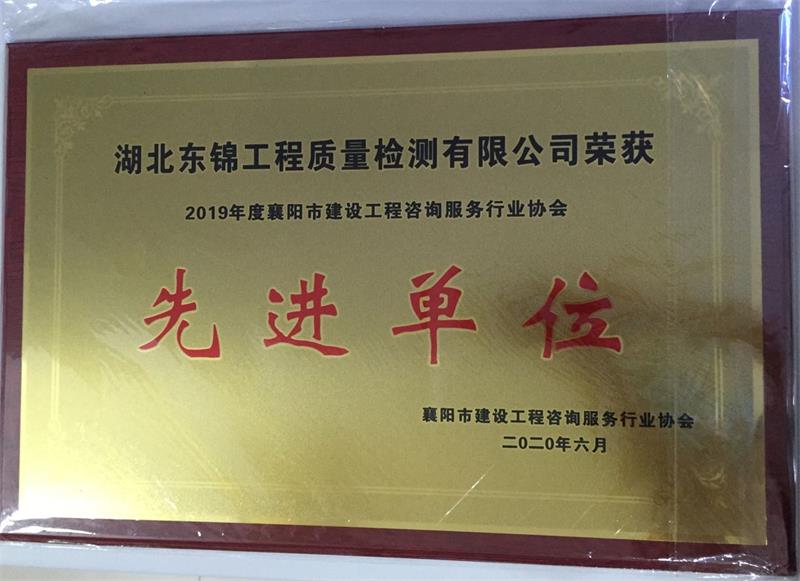 湖北东锦工程质量检测有限公司荣获
2019年度襄阳市建设工程咨询服务行业协会
先进单位
襄阳市建设工程咨询服务行业协会
二〇二〇年六月